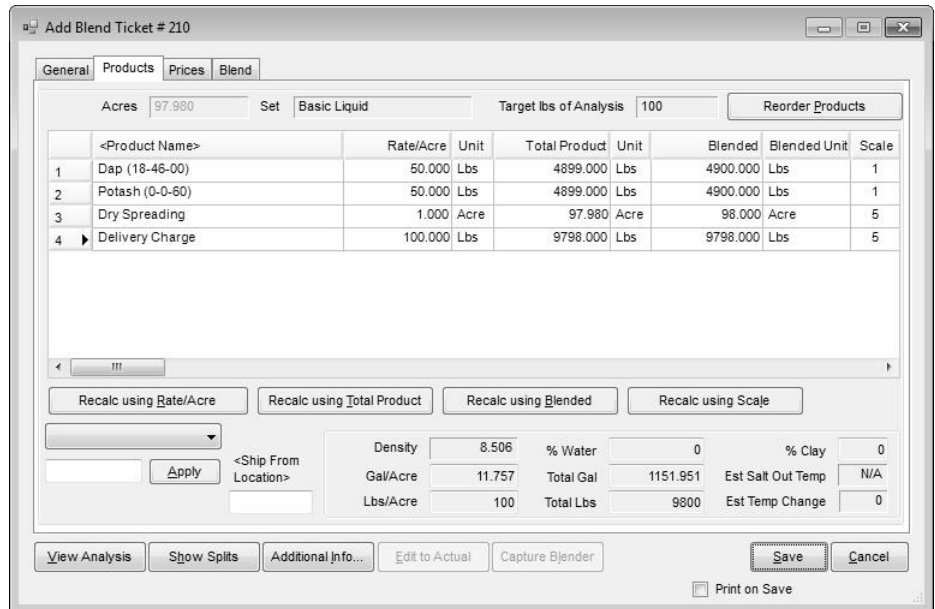 Add Blend Ticket # 210
General Products Prices Blend
Acres 97.980 Set Basic Liquid Target lbs of Analysis 100 Reorder Products
<Product Name> Rate/Acre Unit Total Product Unit Blended Blended Unit Scale
1 Dap (18-46-00) 50.000 Lbs 4899.000 Lbs 4900.000 Lbs 1
2 Potash (0-0-60) 50.000 Lbs 4899.000 Lbs 4900.000 Lbs 1
3 Dry Spreading 1.000 Acre 97.980 Acre 98.000 Acre 5
4 Delivery Charge 100.000 Lbs 9798.000 Lbs 9798.000 Lbs 5
Recalc using Rate/Acre Recalc using Total Product Recalc using Blended Recalc using Scale
Density 8.506 % Water 0 % Clay 0
Apply <Ship From Location> Gal/Acre 11.757 Total Gal 1151.951 Est Salt Out Temp N/A
Lbs/Acre 100 Total Lbs 9800 Est Temp Change 0
View Analysis Show Splits Additional Info... Edit to Actual Capture Blender Save Cancel
Print on Save